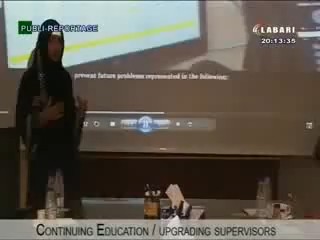 PUBLI-REPORTAGE
LABARI
20:13:35
present future problems represented in the following:
CONTINUING EDUCATION / UPGRADING SUPERVISORS